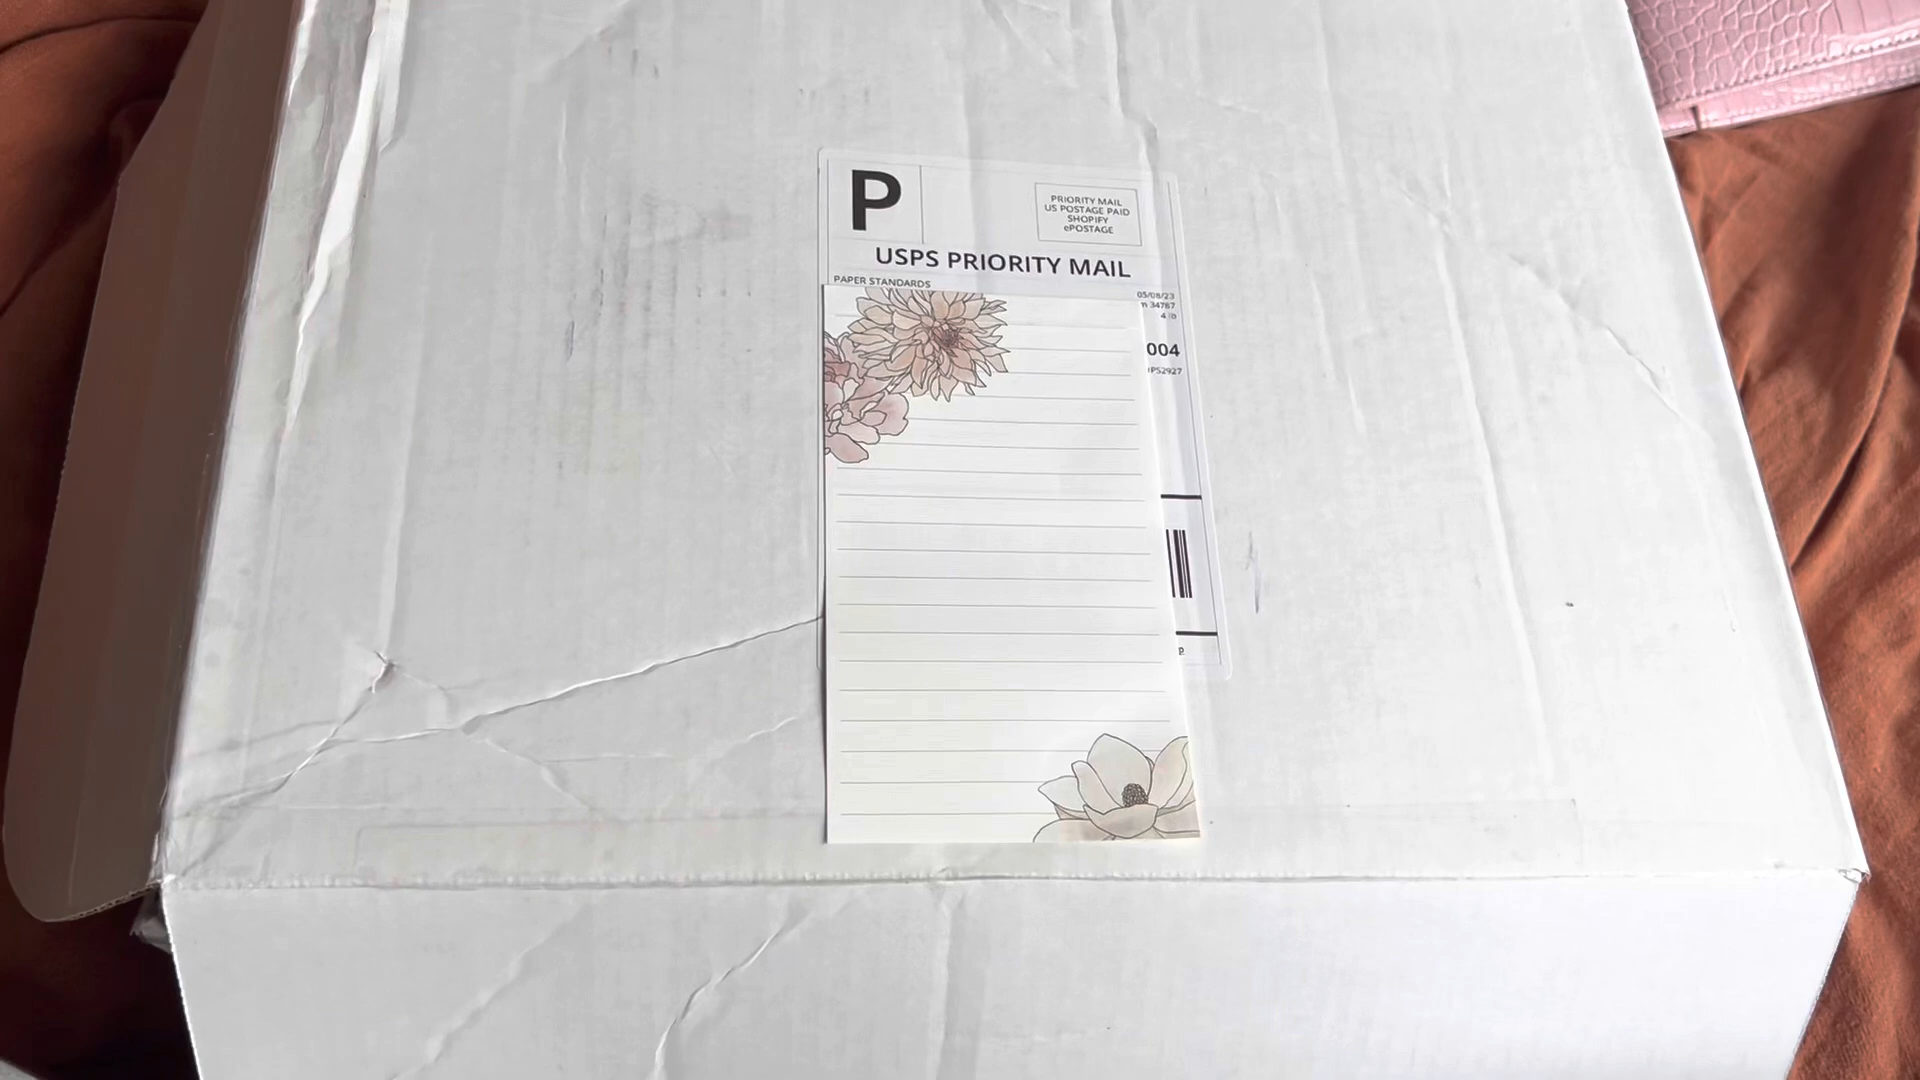 P
PRIORITY MAIL
US POSTAGE PAID
SHOPIFY
ePOSTAGE
USPS PRIORITY MAIL
PAPER STANDARDS
05/08/23
34787
004